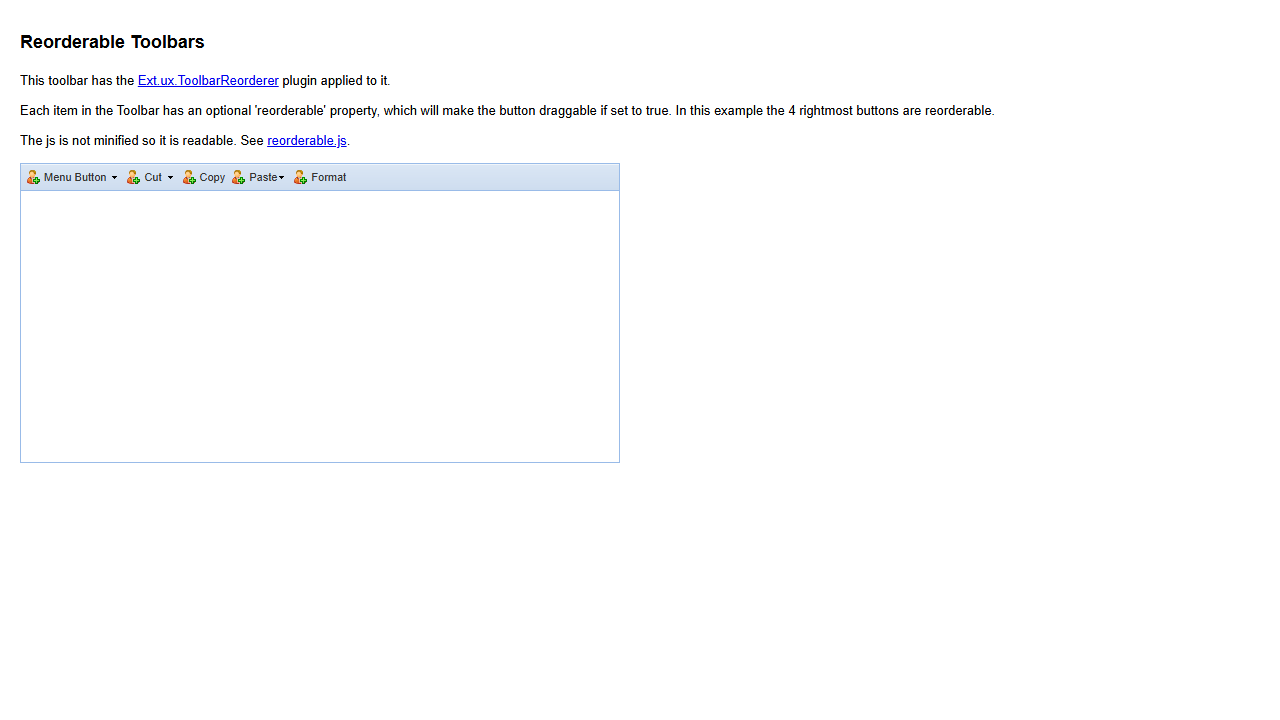 Reorderable Toolbars
This toolbar has the Ext.ux.ToolbarReorderer plugin applied to it.
Each item in the Toolbar has an optional 'reorderable' property, which will make the button draggable if set to true. In this example the 4 rightmost buttons are reorderable.
The js is not minified so it is readable. See reorderable.js.
Menu Button Cut Copy Paste Format